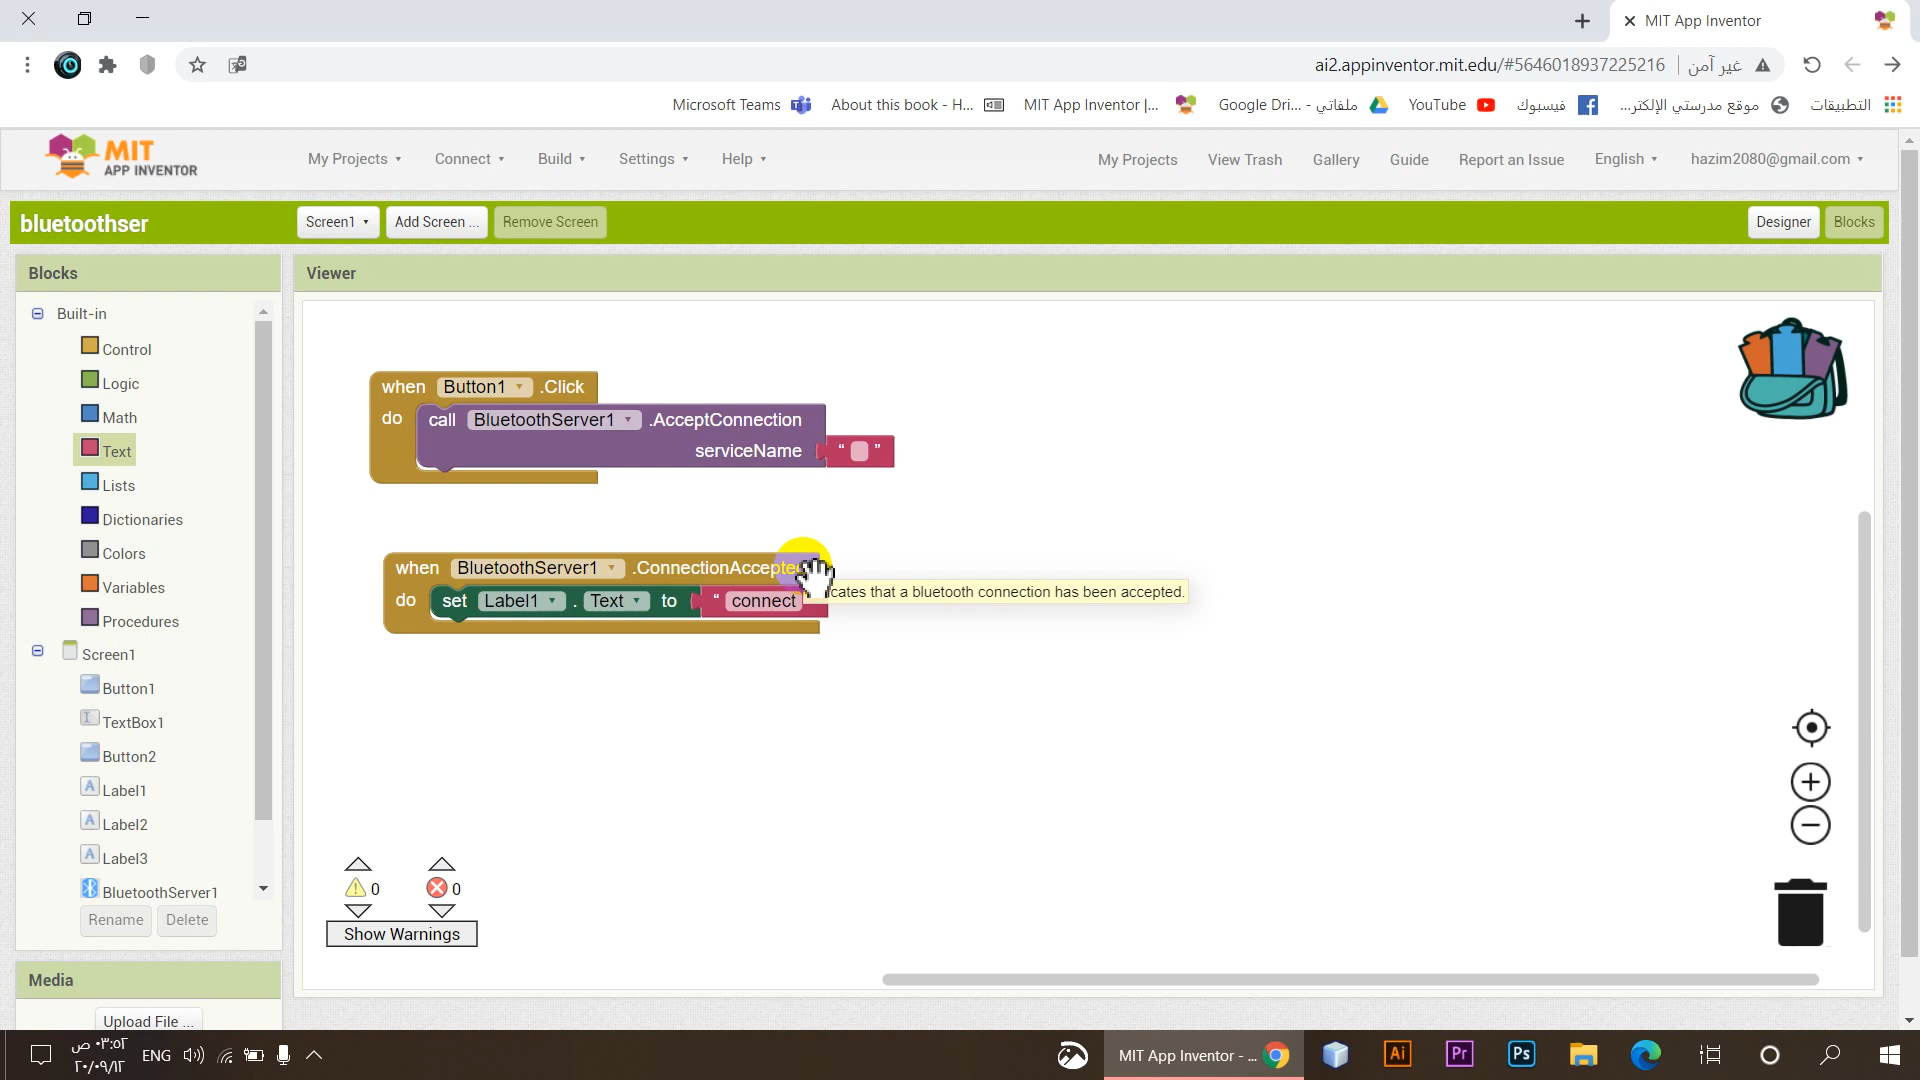 MIT App Inventor
ai2.appinventor.mit.edu/#5646018937225216 | غير آمن
Microsoft Teams
About this book - H...
MIT App Inventor |...
ملفاتي - Google Dri...
YouTube
فيسبوك
موقع مدرستي الإلكتر...
التطبيقات
MIT APP INVENTOR
My Projects
Connect
Build
Settings
Help
My Projects
View Trash
Gallery
Guide
Report an Issue
English
hazim2080@gmail.com
bluetoothser
Screen1
Add Screen ...
Remove Screen
Designer
Blocks
Blocks
Viewer
Built-in
Control
Logic
Math
Text
Lists
Dictionaries
Colors
Variables
Procedures
Screen1
Button1
TextBox1
Button2
Label1
Label2
Label3
BluetoothServer1
Rename
Delete
Media
Upload File ...
when Button1 .Click
do call BluetoothServer1 .AcceptConnection
serviceName " "
when BluetoothServer1 .ConnectionAccepted
do set Label1 . Text to " connect
cates that a bluetooth connection has been accepted.
0
0
Show Warnings
٠٣:٥٢ ص
ENG
MIT App Inventor - ...
Ai
Pr
Ps